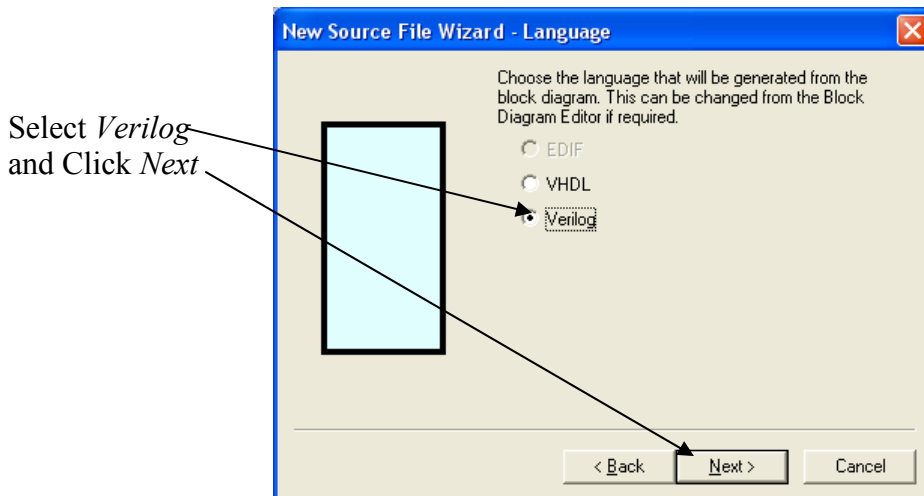 New Source File Wizard - Language
Choose the language that will be generated from the
block diagram. This can be changed from the Block
Diagram Editor if required.
Select Verilog
and Click Next
EDIF
VHDL
Verilog
< Back
Next >
Cancel